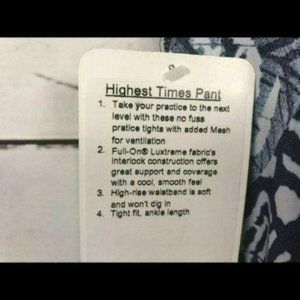 Highest Times Pant
1. Take your practice to the next
level with these no fuss
pratice tights with added Mesh
for ventilation
2. Full-On® Luxtreme fabric's
interlock construction offers
great support and coverage
with a cool, smooth feel
3. High-rise waistband is soft
and won't dig in
4. Tight fit, ankle length